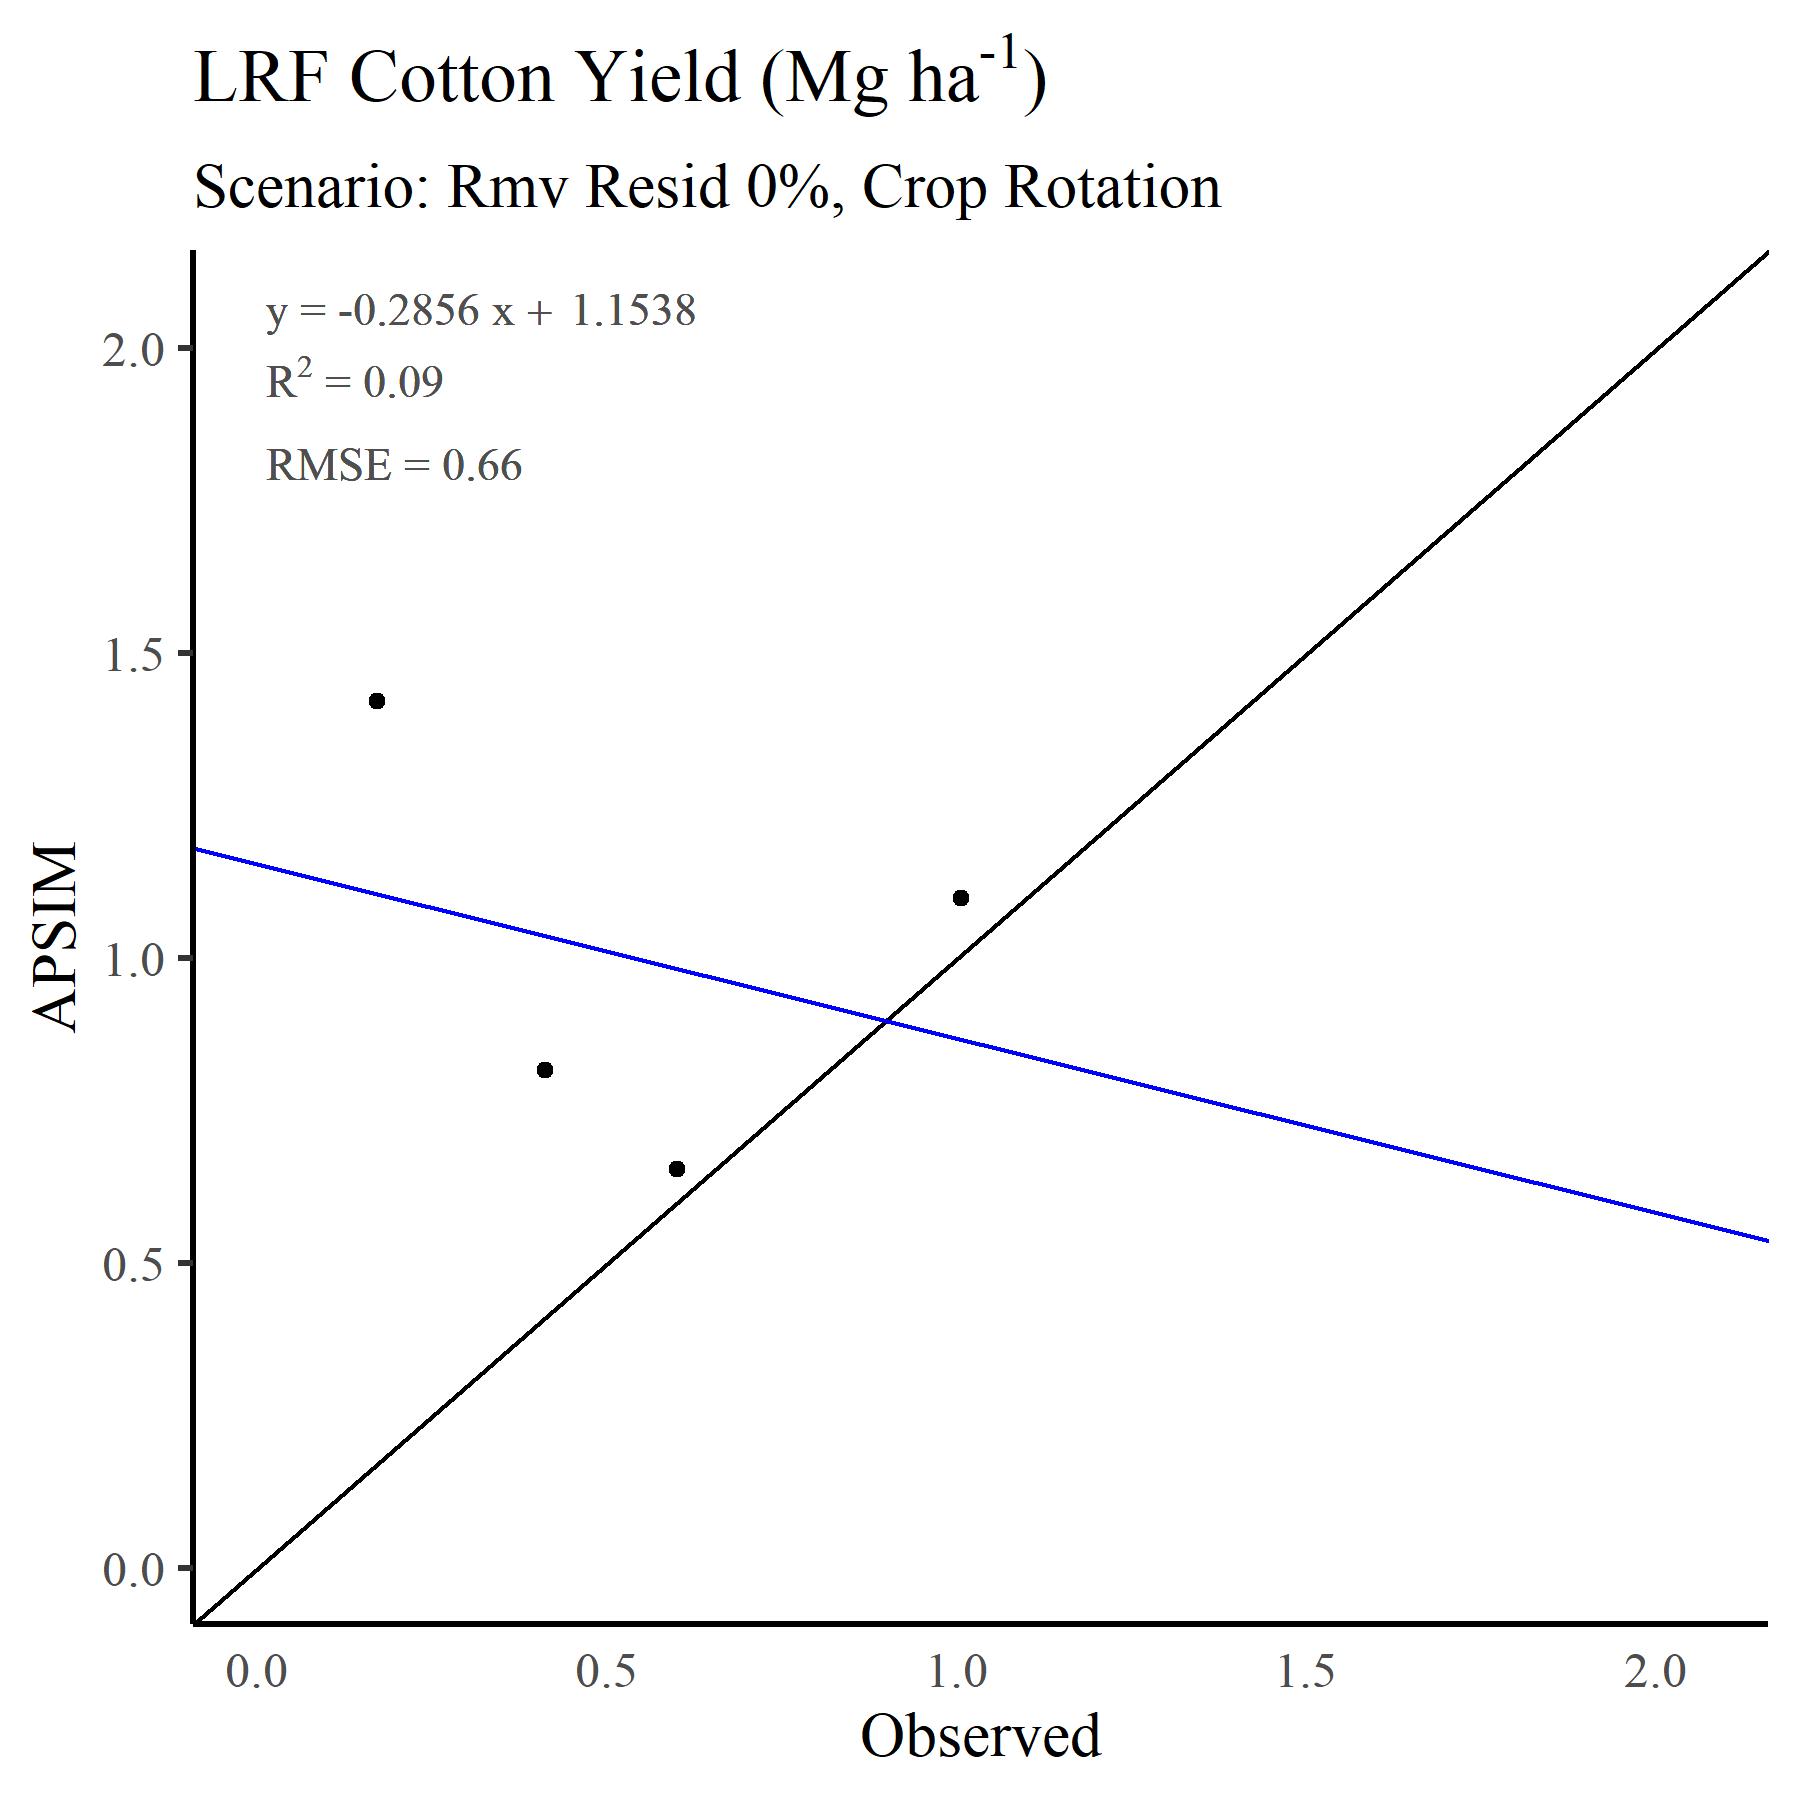 LRF Cotton Yield (Mg ha⁻¹)
Scenario: Rmv Resid 0%, Crop Rotation
y = -0.2856 x + 1.1538
R² = 0.09
RMSE = 0.66
2.0
1.5
1.0
0.5
0.0
APSIM
0.0 0.5 1.0 1.5 2.0
Observed